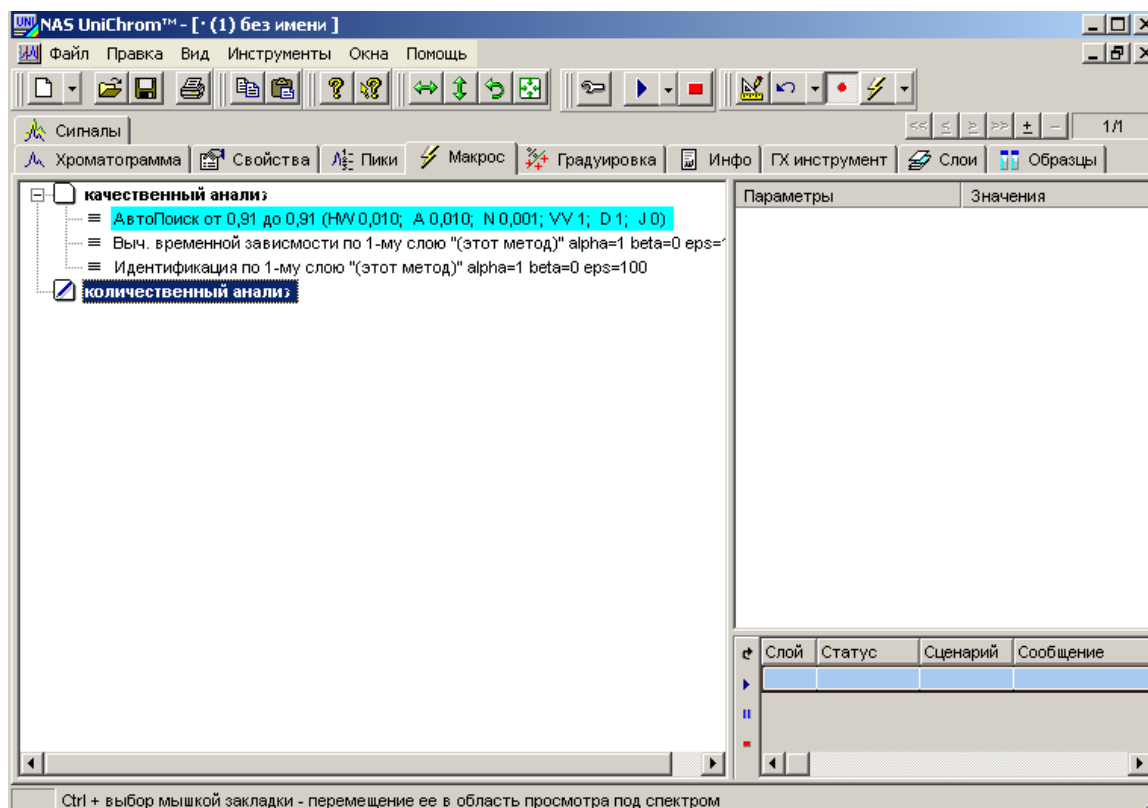 NAS UniChrom™ - [ · (1) без имени ]
Файл Правка Вид Инструменты Окна Помощь
Сигналы
<< ≤ ≥ >> ± − 1/1
Хроматограмма Свойства Пики Макрос Градуировка Инфо ГХ инструмент Слои Образцы
качественный анализ
АвтоПоиск от 0,91 до 0,91 (HW 0,010; A 0,010; N 0,001; VV 1; D 1; J 0)
Выч. временной зависмости по 1-му слою "(этот метод)" alpha=1 beta=0 eps=1
Идентификация по 1-му слою "(этот метод)" alpha=1 beta=0 eps=100
количественный анализ
Параметры Значения
Слой Статус Сценарий Сообщение
Ctrl + выбор мышкой закладки - перемещение ее в область просмотра под спектром